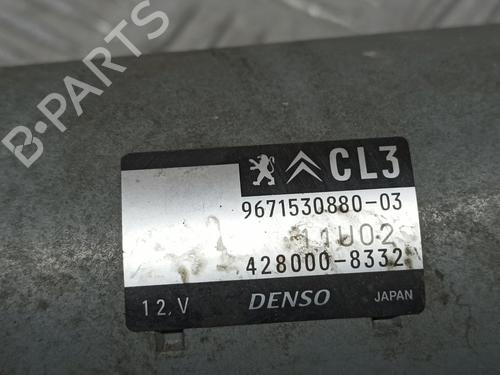 CL3
9671530880-03
11U02
428000-8332
12.V DENSO JAPAN
B-PARTS